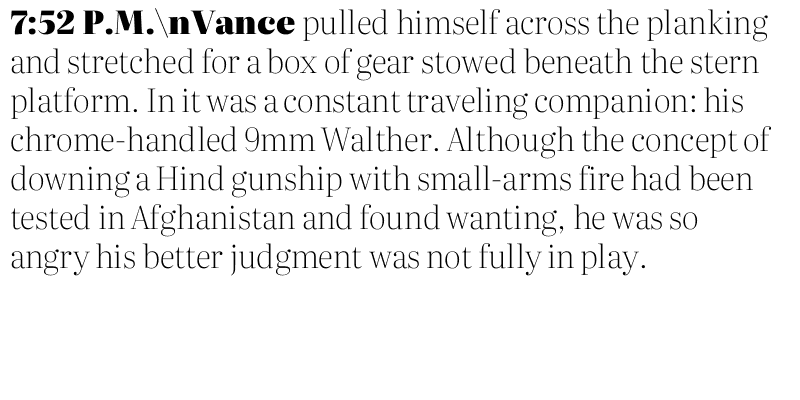 7:52 P.M.\nVance pulled himself across the planking
and stretched for a box of gear stowed beneath the stern
platform. In it was a constant traveling companion: his
chrome-handled 9mm Walther. Although the concept of
downing a Hind gunship with small-arms fire had been
tested in Afghanistan and found wanting, he was so
angry his better judgment was not fully in play.